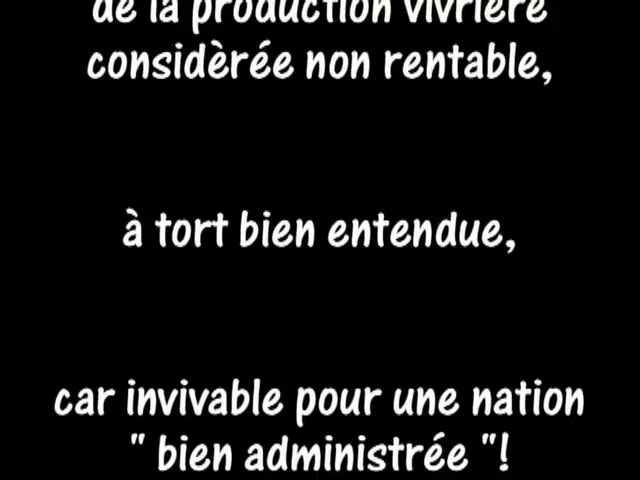 de la production vivrière
considèrée non rentable,
à tort bien entendue,
car invivable pour une nation
" bien administrée "!